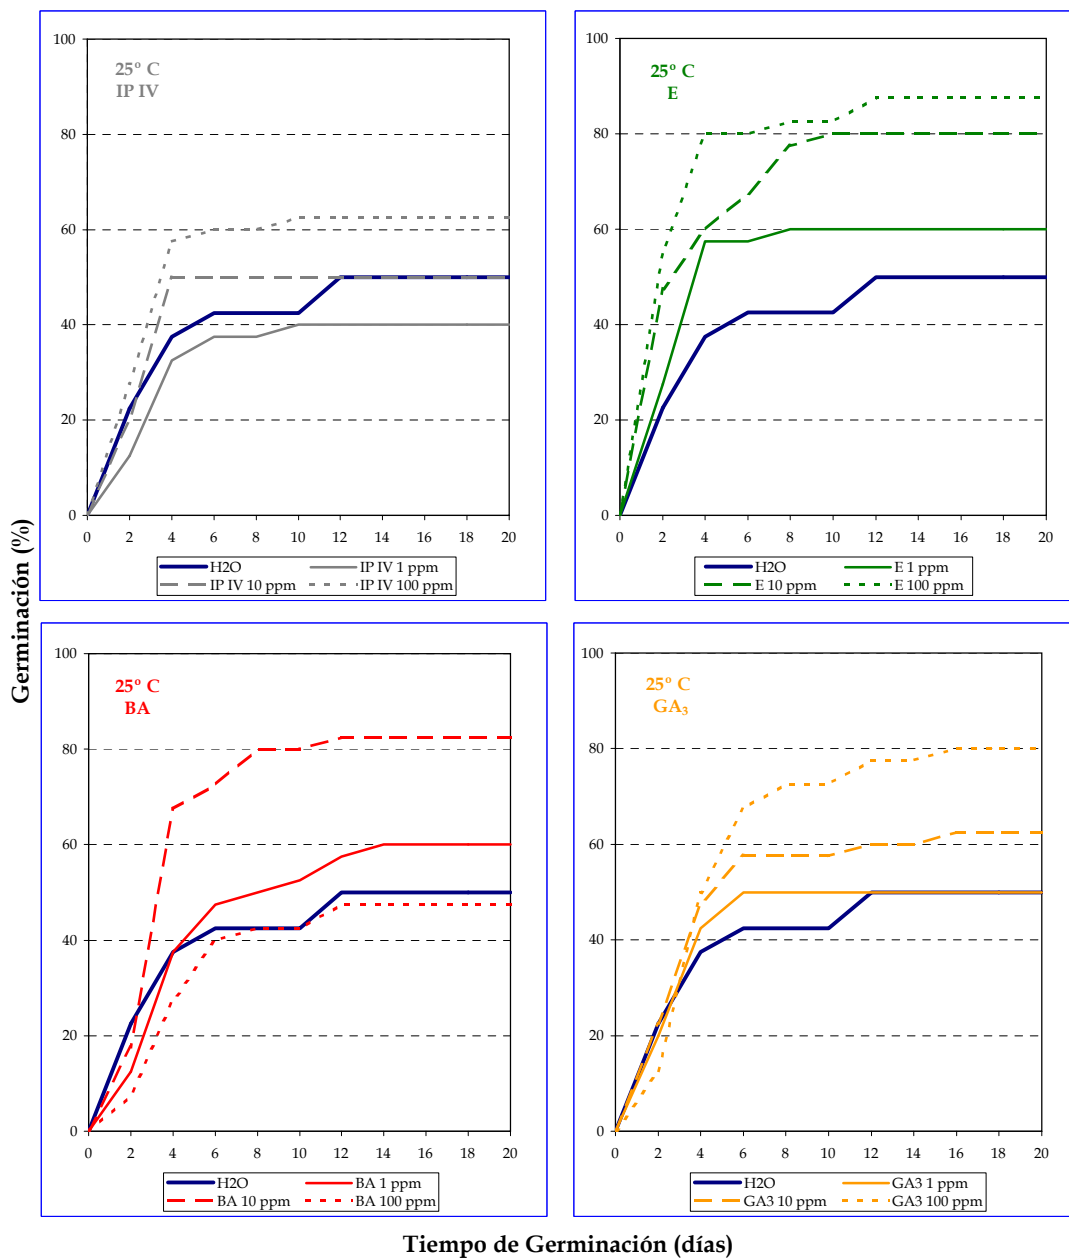 Germinación (%)
100
80
60
40
20
0
25º C
IP IV
0 2 4 6 8 10 12 14 16 18 20
H2O IP IV 1 ppm
IP IV 10 ppm IP IV 100 ppm
100
80
60
40
20
0
25º C
E
0 2 4 6 8 10 12 14 16 18 20
H2O E 1 ppm
E 10 ppm E 100 ppm
100
80
60
40
20
0
25º C
BA
0 2 4 6 8 10 12 14 16 18 20
H2O BA 1 ppm
BA 10 ppm BA 100 ppm
100
80
60
40
20
0
25º C
GA₃
0 2 4 6 8 10 12 14 16 18 20
H2O GA3 1 ppm
GA3 10 ppm GA3 100 ppm
Tiempo de Germinación (días)